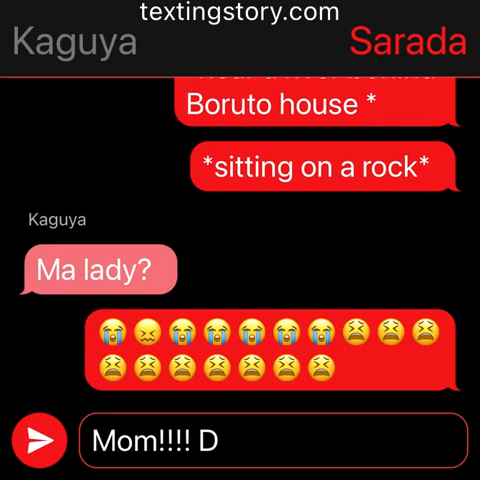 textingstory.com
Kaguya
Sarada
Boruto house *
*sitting on a rock*
Kaguya
Ma lady?
😭😖😭😭😭😭😭😫😫😫
😫😫😫😫😫😫😫
Mom!!!! D